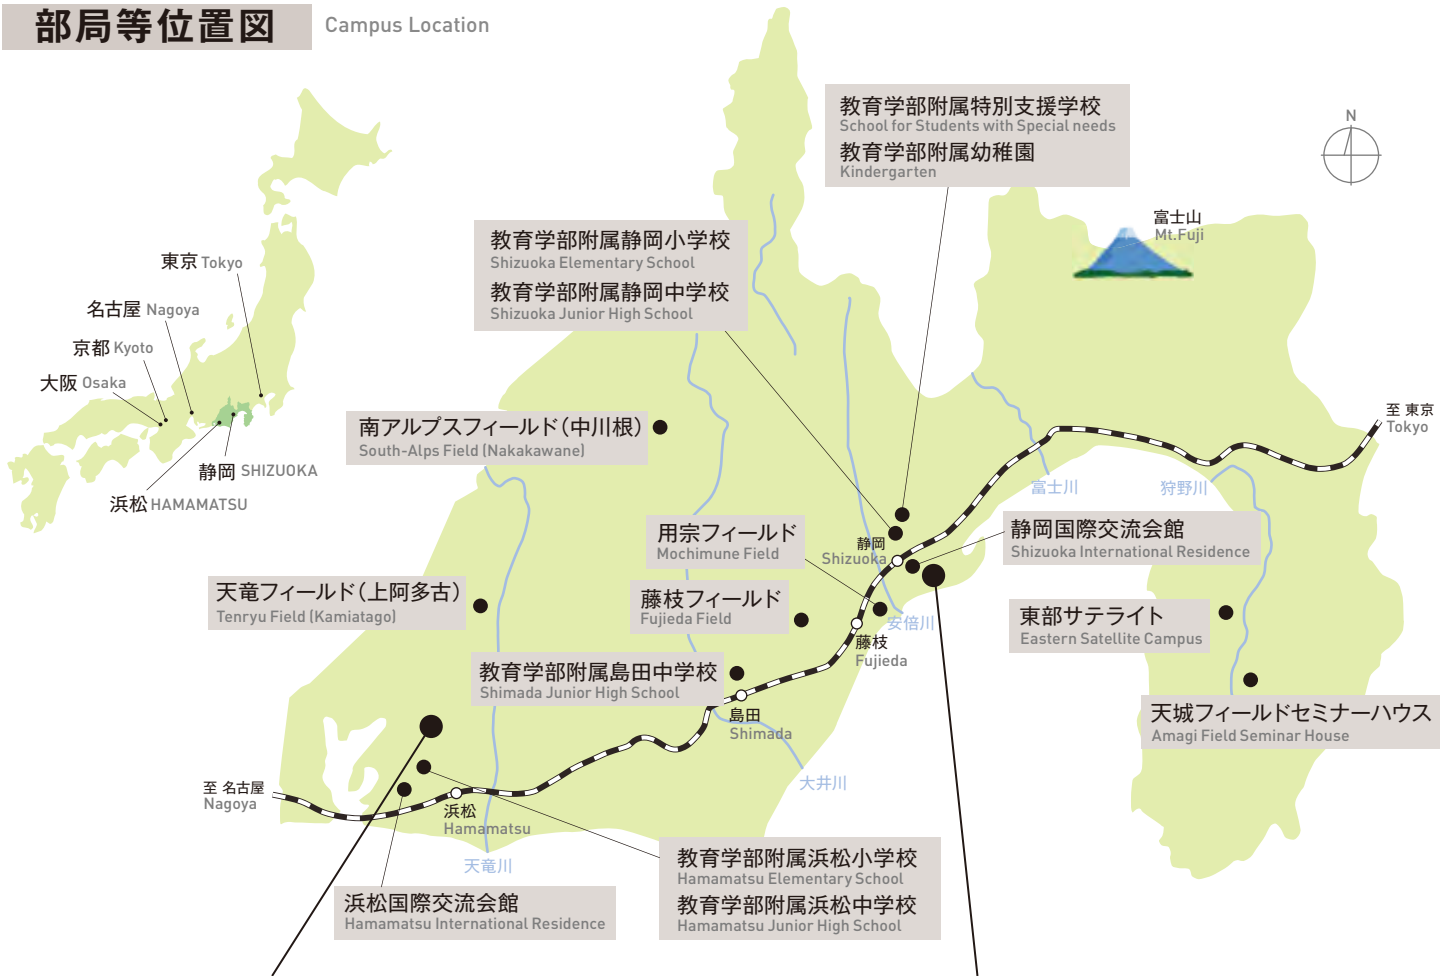 部局等位置図 Campus Location
教育学部附属特別支援学校
School for Students with Special needs
教育学部附属幼稚園
Kindergarten
N
富士山
Mt.Fuji
教育学部附属静岡小学校
Shizuoka Elementary School
教育学部附属静岡中学校
Shizuoka Junior High School
東京 Tokyo
名古屋 Nagoya
京都 Kyoto
大阪 Osaka
静岡 SHIZUOKA
浜松 HAMAMATSU
南アルプスフィールド(中川根)
South-Alps Field (Nakakawane)
至 東京
Tokyo
富士川
狩野川
用宗フィールド
Mochimune Field
静岡
Shizuoka
静岡国際交流会館
Shizuoka International Residence
天竜フィールド(上阿多古)
Tenryu Field (Kamiatago)
藤枝フィールド
Fujieda Field
安倍川
藤枝
Fujieda
東部サテライト
Eastern Satellite Campus
教育学部附属島田中学校
Shimada Junior High School
島田
Shimada
天城フィールドセミナーハウス
Amagi Field Seminar House
大井川
至 名古屋
Nagoya
浜松
Hamamatsu
天竜川
教育学部附属浜松小学校
Hamamatsu Elementary School
教育学部附属浜松中学校
Hamamatsu Junior High School
浜松国際交流会館
Hamamatsu International Residence